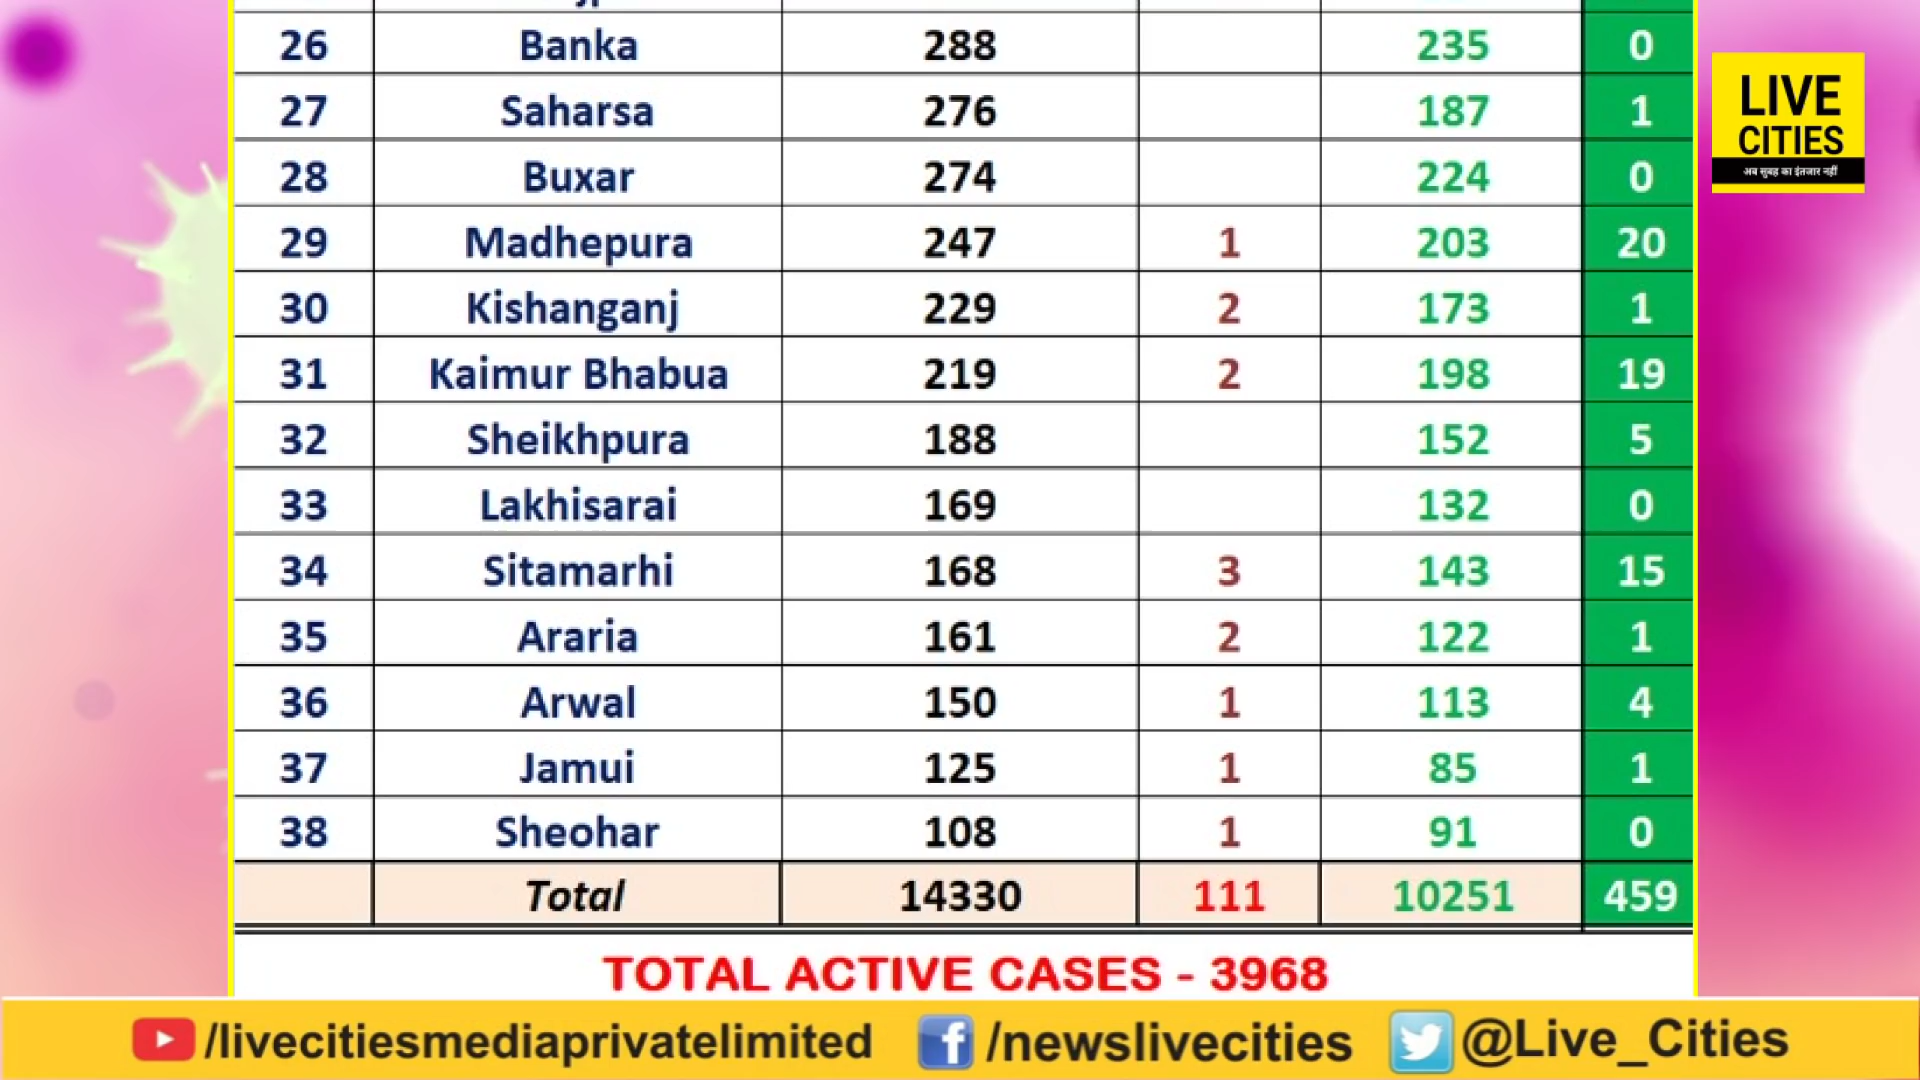 26 Banka 288 235 0
27 Saharsa 276 187 1
28 Buxar 274 224 0
29 Madhepura 247 1 203 20
30 Kishanganj 229 2 173 1
31 Kaimur Bhabua 219 2 198 19
32 Sheikhpura 188 152 5
33 Lakhisarai 169 132 0
34 Sitamarhi 168 3 143 15
35 Araria 161 2 122 1
36 Arwal 150 1 113 4
37 Jamui 125 1 85 1
38 Sheohar 108 1 91 0
Total 14330 111 10251 459
TOTAL ACTIVE CASES - 3968
LIVE
CITIES
अब सुबह का इंतजार नहीं
/livecitiesmediaprivatelimited f /newslivecities @Live_Cities